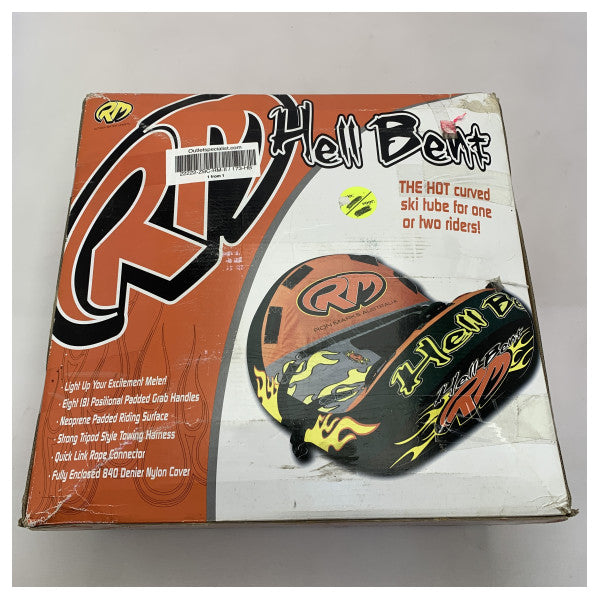 RM
Hell Bent
Outletspecialist.com
1 from 1
RM
THE HOT curved
ski tube for one
or two riders!
RM
RON MARKS AUSTRALIA
Hell Be
Hell Bent
RM
· Light Up Your Excitement Meter!
· Eight (8) Positional Padded Grab Handles
· Neoprene Padded Riding Surface
· Strong Tripod Style Towing Harness
· Quick Link Rope Connector
· Fully Enclosed 840 Denier Nylon Cover